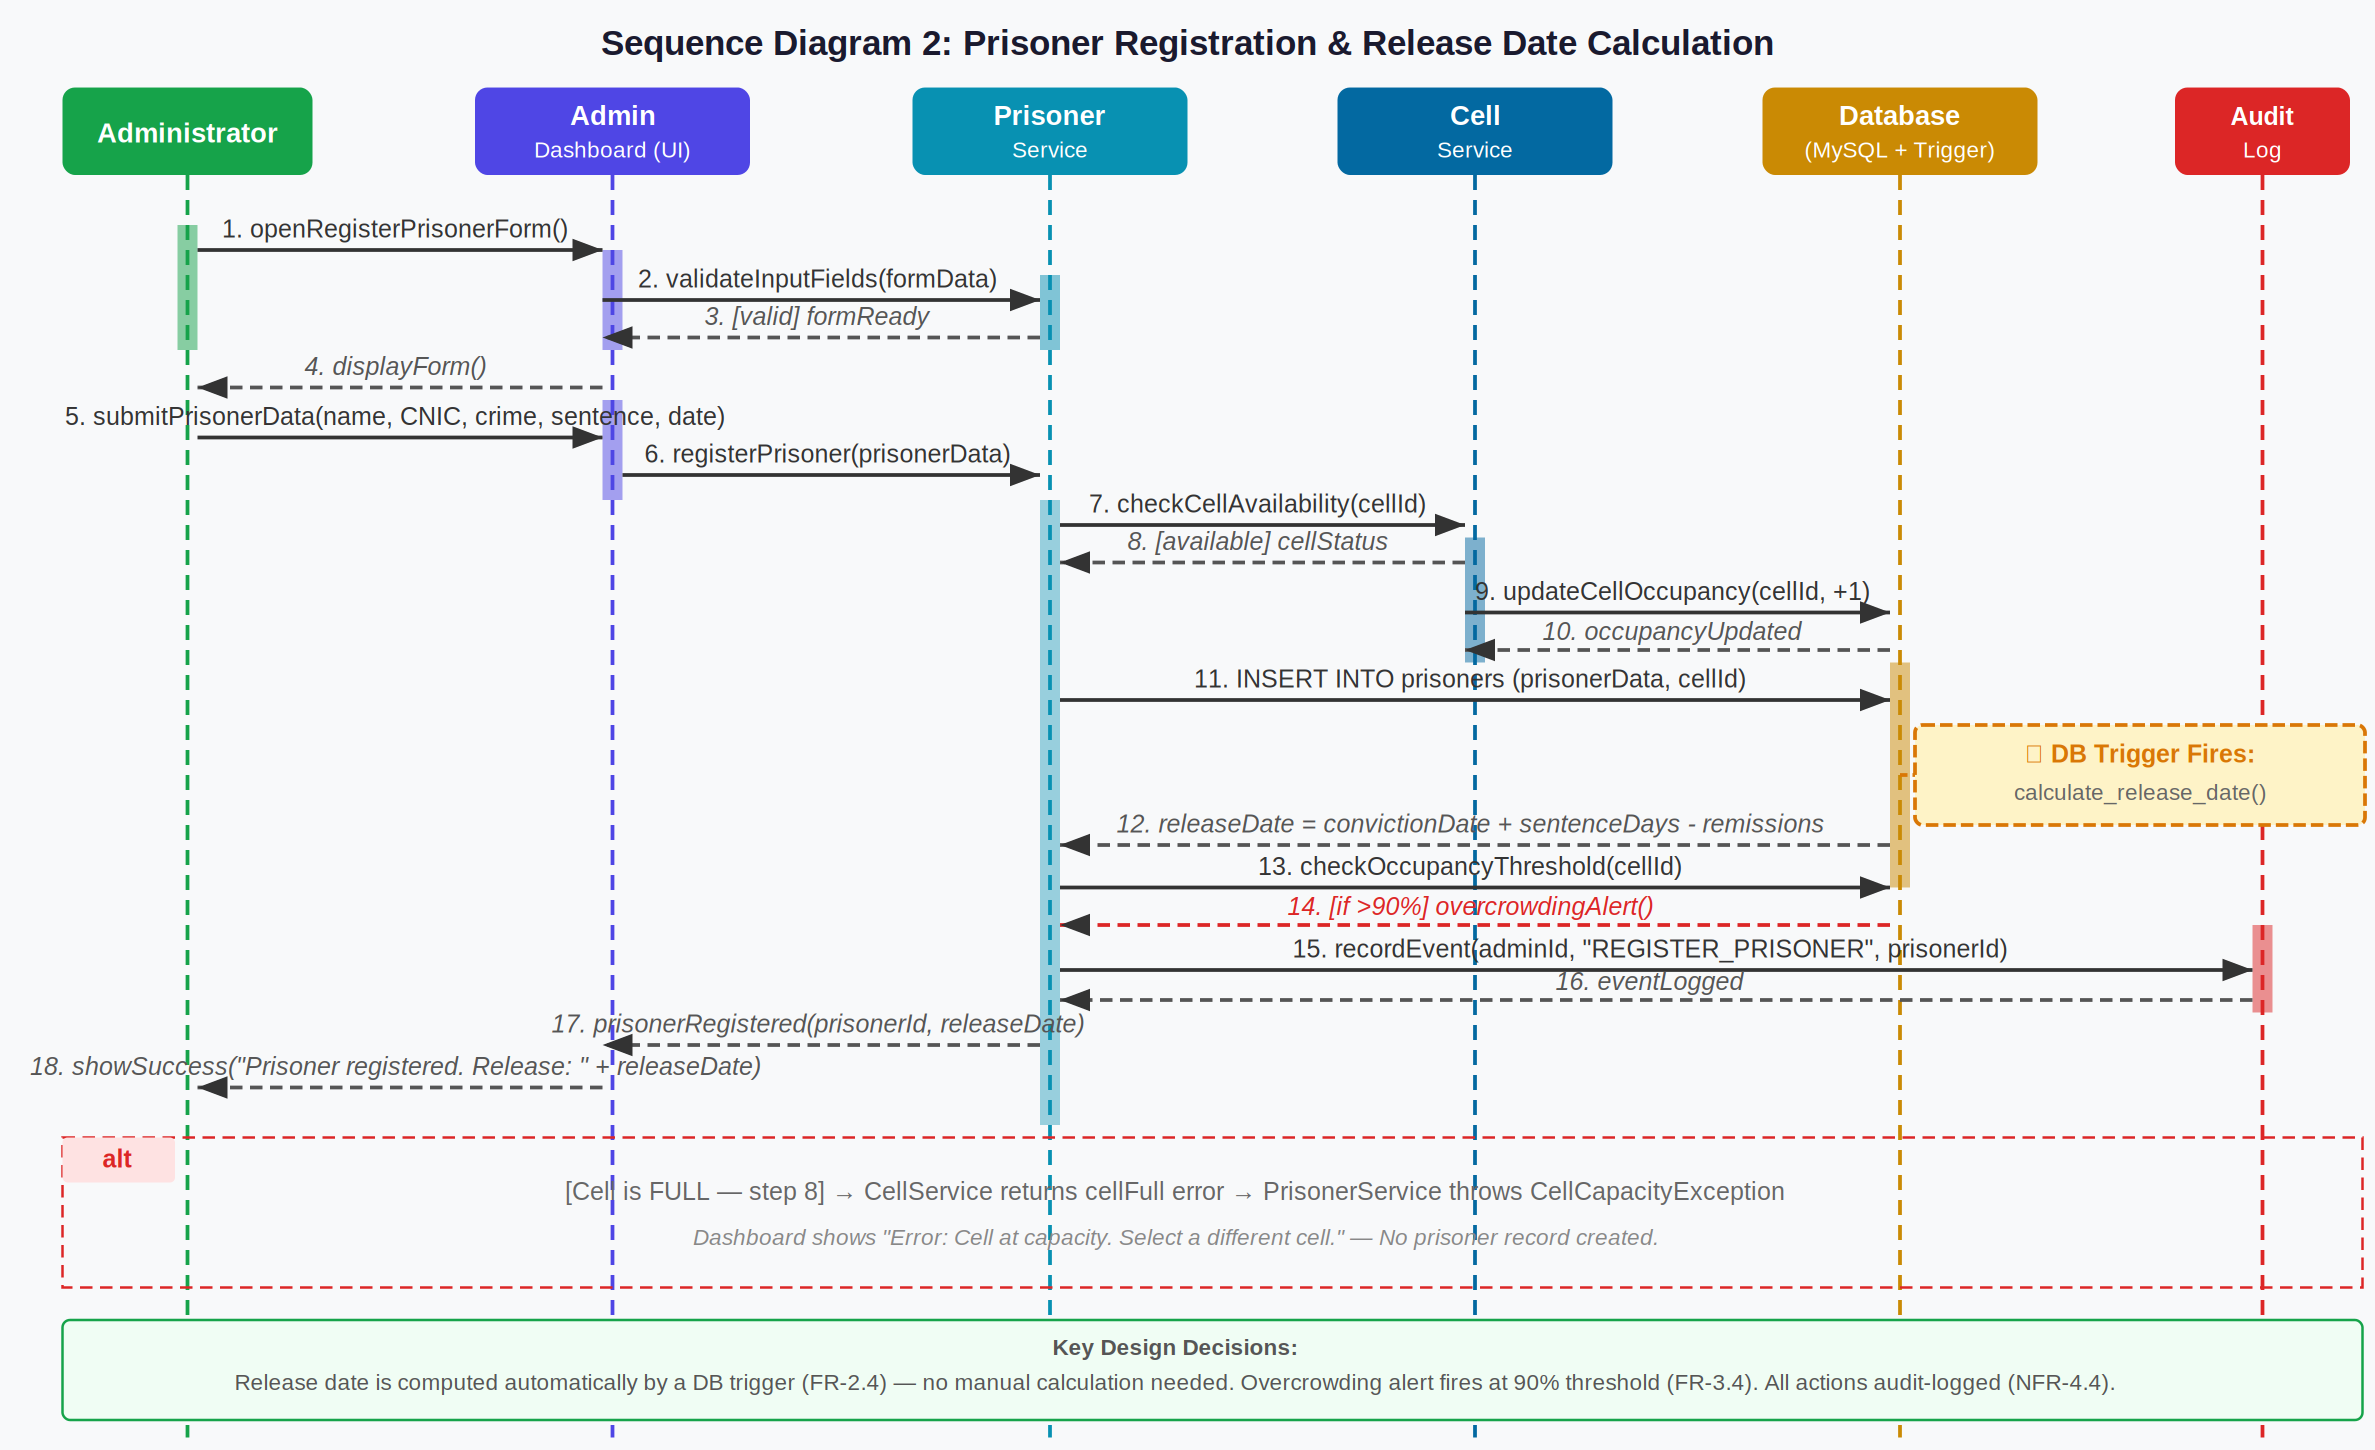 Sequence Diagram 2: Prisoner Registration & Release Date Calculation
Administrator
Admin
Dashboard (UI)
Prisoner
Service
Cell
Service
Database
(MySQL + Trigger)
Audit
Log
1. openRegisterPrisonerForm()
2. validateInputFields(formData)
3. [valid] formReady
4. displayForm()
5. submitPrisonerData(name, CNIC, crime, sentence, date)
6. registerPrisoner(prisonerData)
7. checkCellAvailability(cellId)
8. [available] cellStatus
9. updateCellOccupancy(cellId, +1)
10. occupancyUpdated
11. INSERT INTO prisoners (prisonerData, cellId)
DB Trigger Fires:
calculate_release_date()
12. releaseDate = convictionDate + sentenceDays - remissions
13. checkOccupancyThreshold(cellId)
14. [if >90%] overcrowdingAlert()
15. recordEvent(adminId, "REGISTER_PRISONER", prisonerId)
16. eventLogged
17. prisonerRegistered(prisonerId, releaseDate)
18. showSuccess("Prisoner registered. Release: " + releaseDate)
alt
[Cell is FULL — step 8] → CellService returns cellFull error → PrisonerService throws CellCapacityException
Dashboard shows "Error: Cell at capacity. Select a different cell." — No prisoner record created.
Key Design Decisions:
Release date is computed automatically by a DB trigger (FR-2.4) — no manual calculation needed. Overcrowding alert fires at 90% threshold (FR-3.4). All actions audit-logged (NFR-4.4).